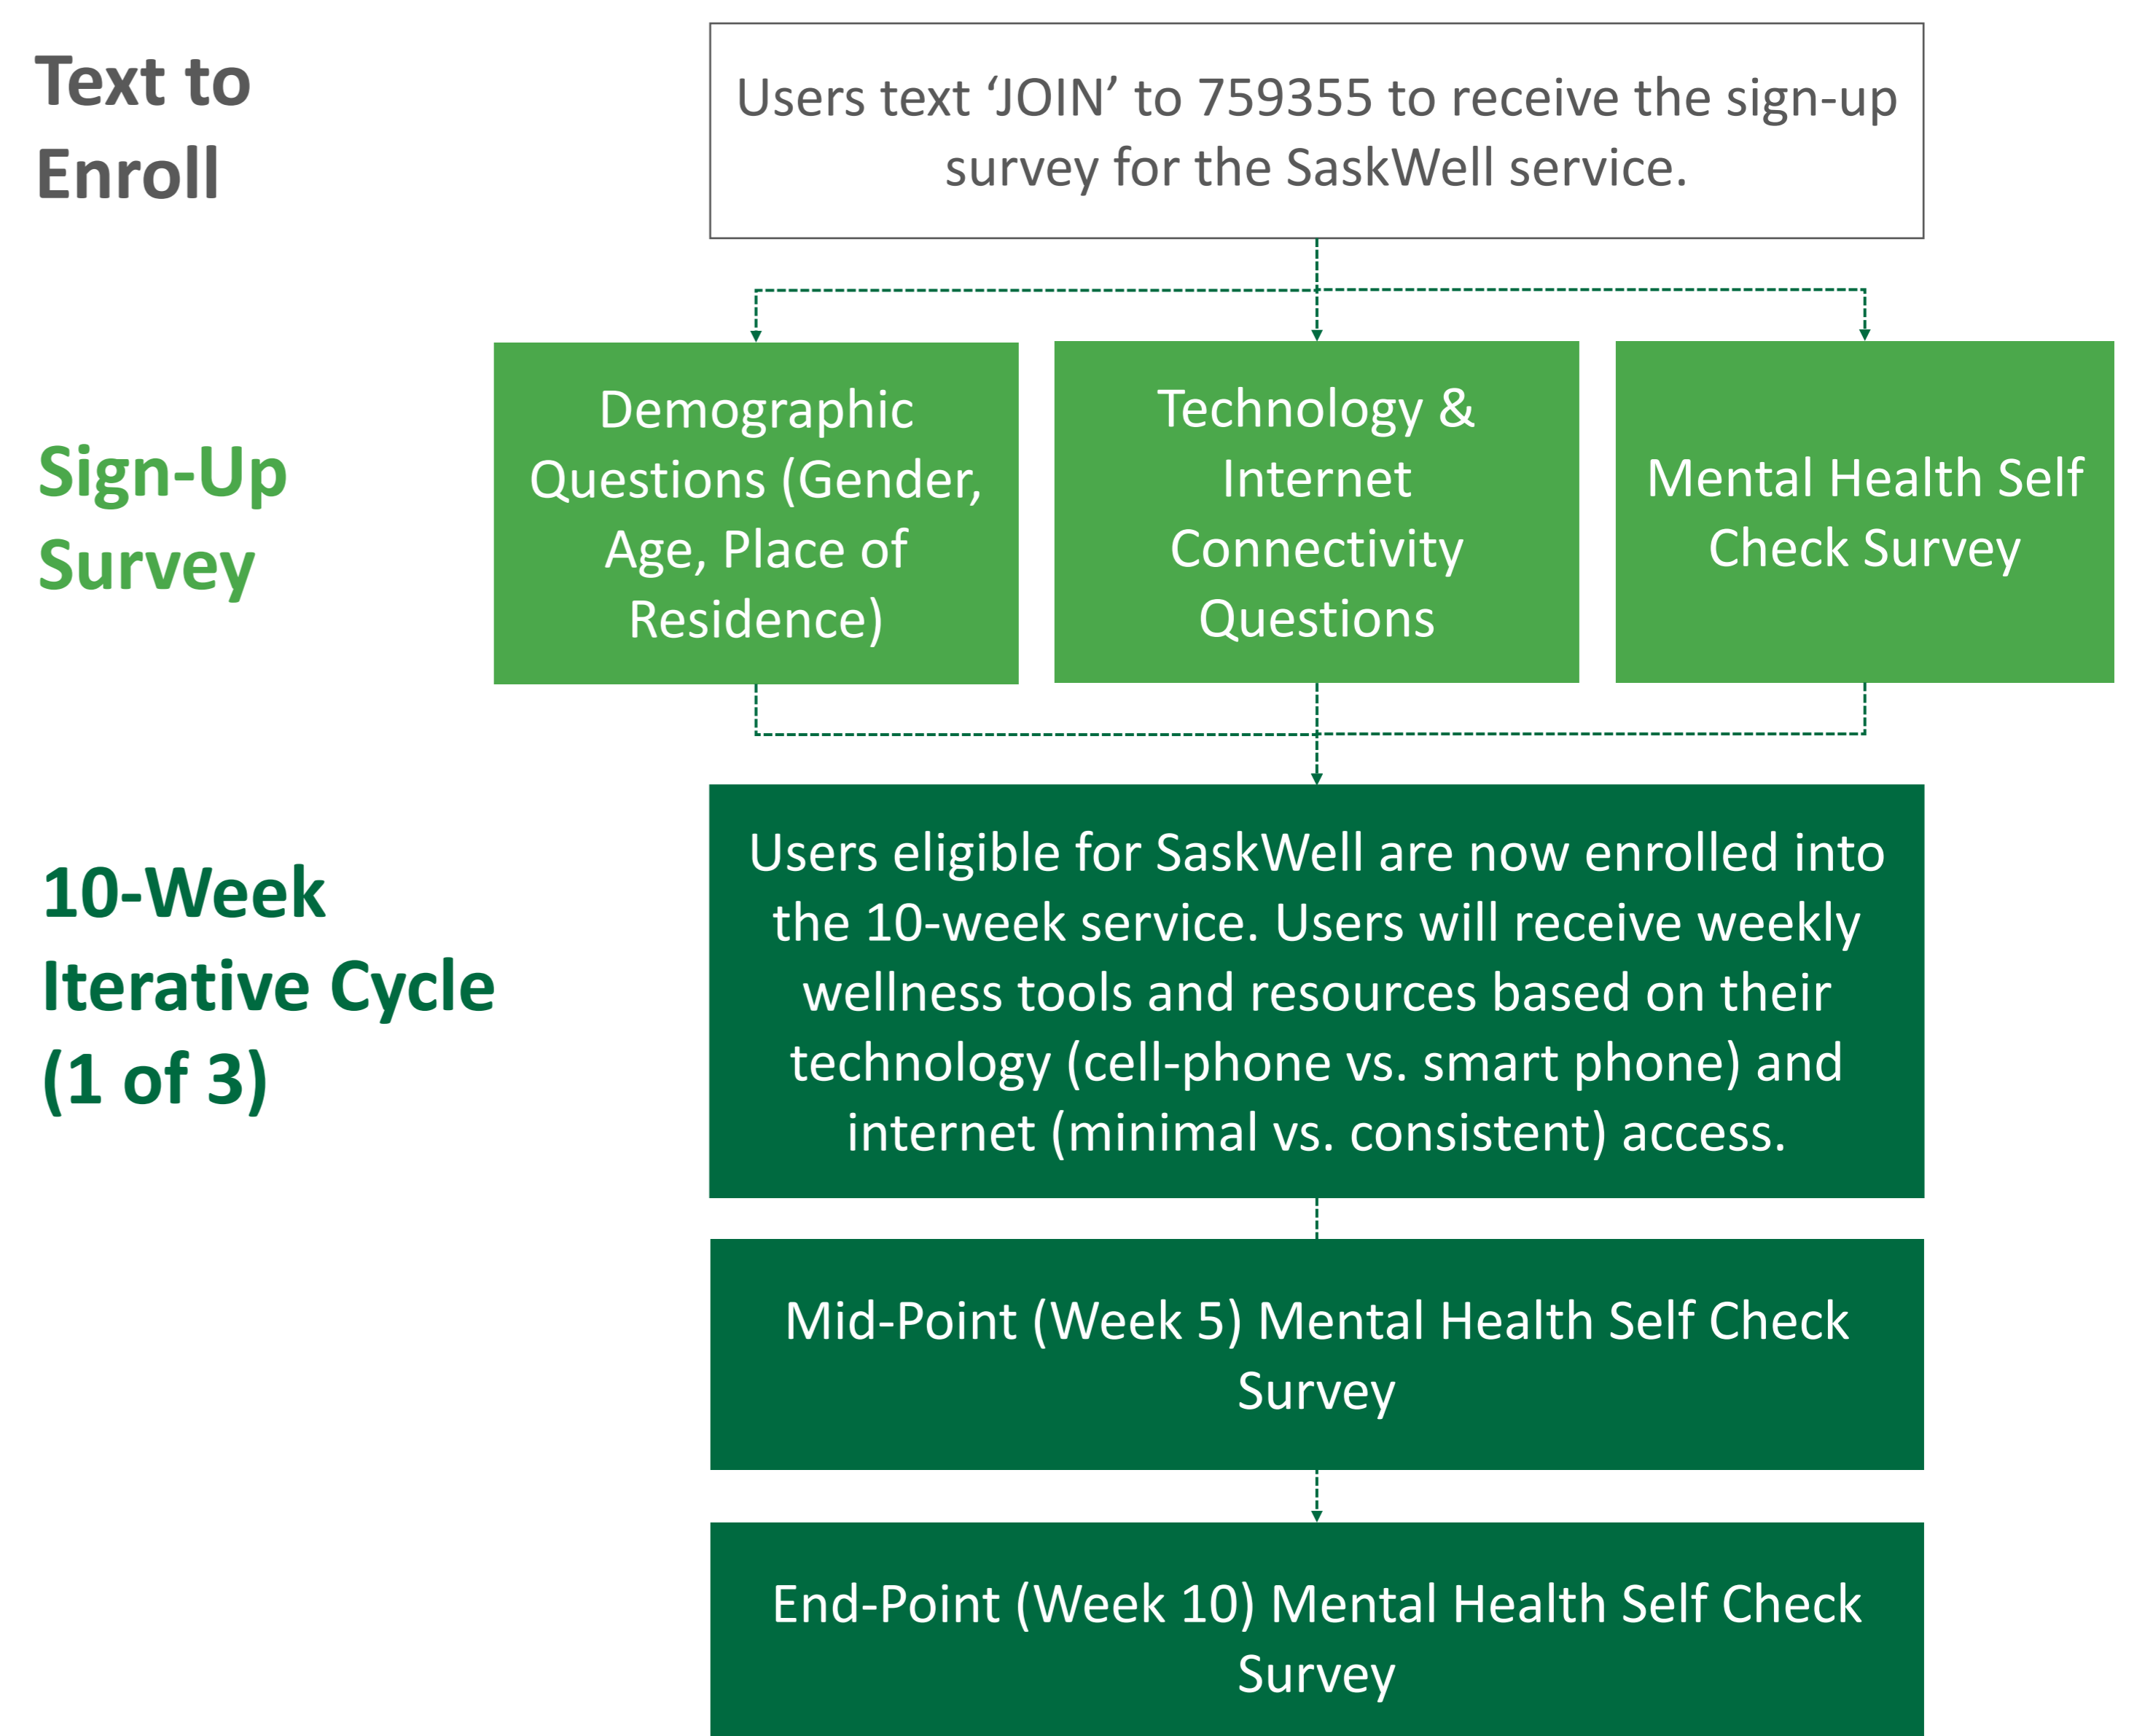 Text to
Enroll
Users text ‘JOIN’ to 759355 to receive the sign-up
survey for the SaskWell service.
Sign-Up
Survey
Demographic
Questions (Gender,
Age, Place of
Residence)
Technology &
Internet
Connectivity
Questions
Mental Health Self
Check Survey
10-Week
Iterative Cycle
(1 of 3)
Users eligible for SaskWell are now enrolled into
the 10-week service. Users will receive weekly
wellness tools and resources based on their
technology (cell-phone vs. smart phone) and
internet (minimal vs. consistent) access.
Mid-Point (Week 5) Mental Health Self Check
Survey
End-Point (Week 10) Mental Health Self Check
Survey